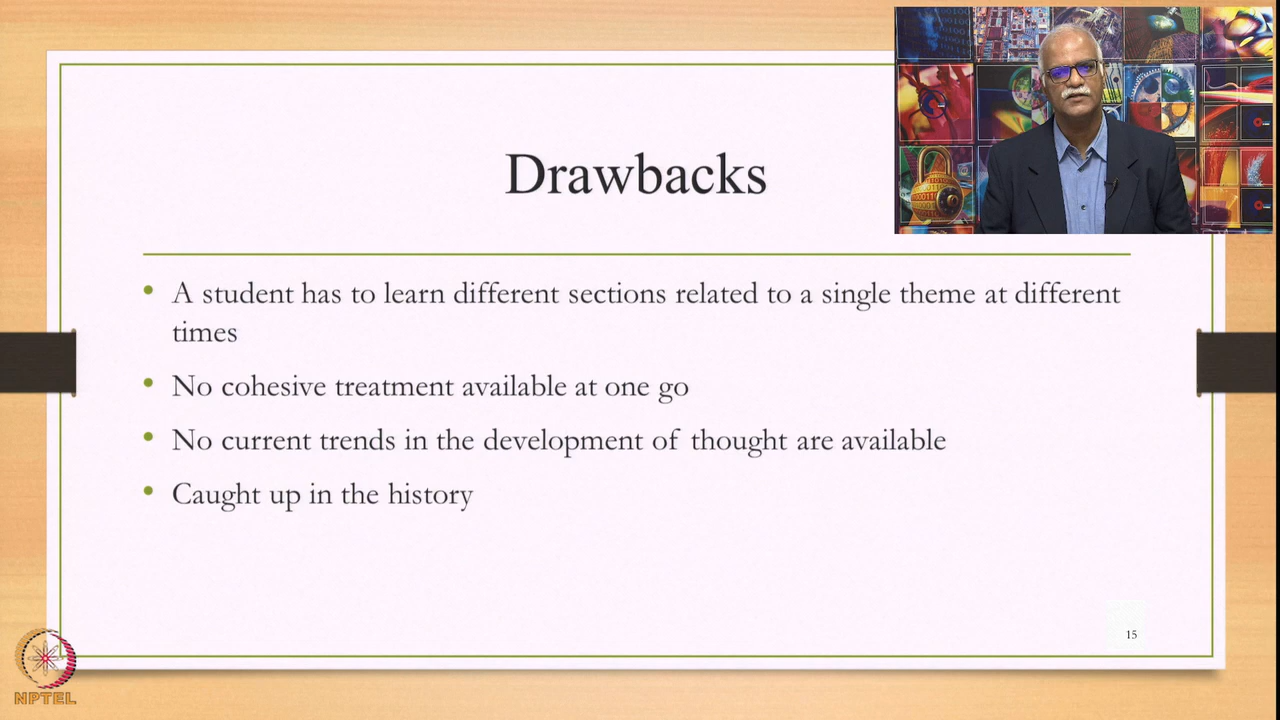 Drawbacks
• A student has to learn different sections related to a single theme at different
times
• No cohesive treatment available at one go
• No current trends in the development of thought are available
• Caught up in the history
15
NPTEL